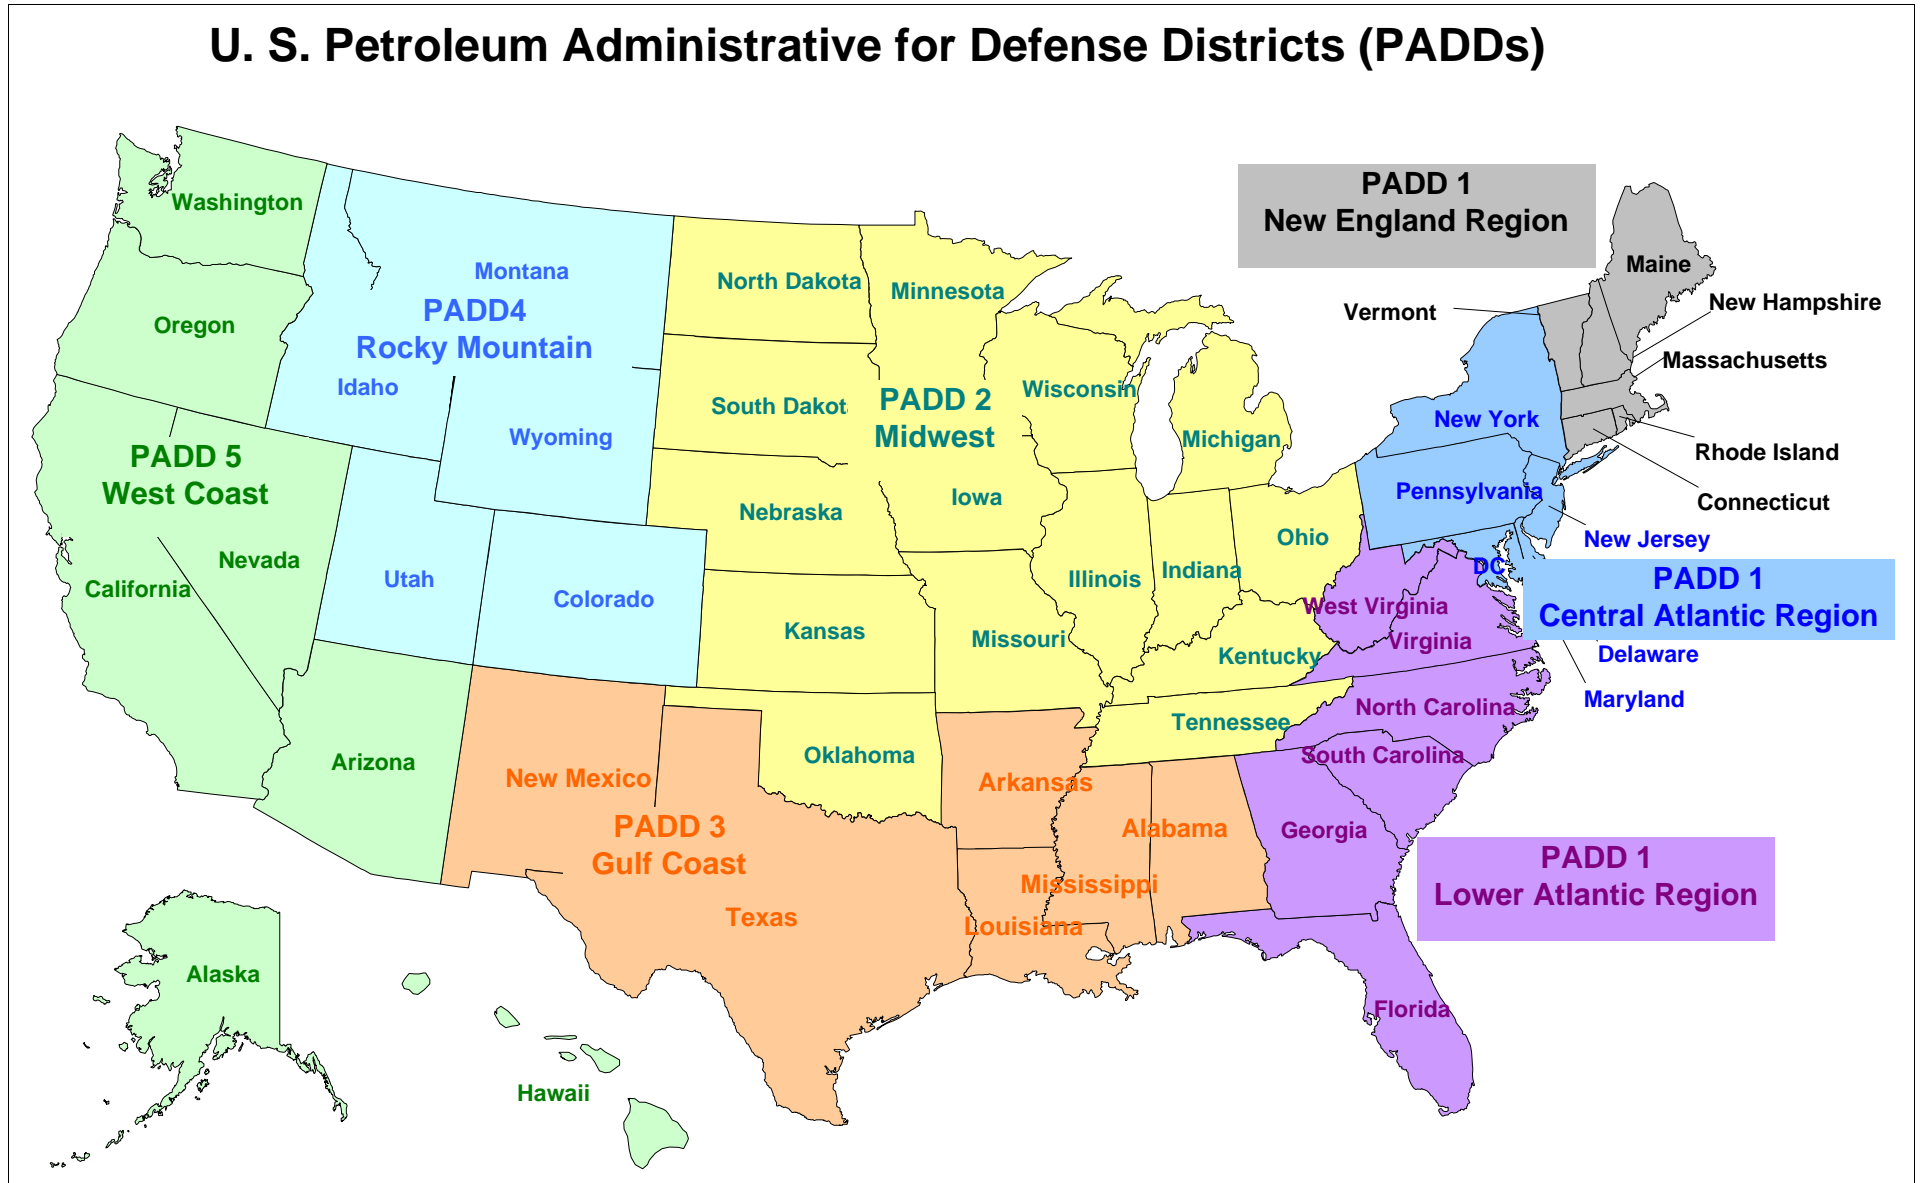 U. S. Petroleum Administrative for Defense Districts (PADDs)
PADD 1
New England Region
Washington
Maine
Montana
North Dakota
Minnesota
New Hampshire
PADD4
Rocky Mountain
Vermont
Oregon
Massachusetts
Idaho
Wisconsin
South Dakot
PADD 2
Midwest
New York
Wyoming
Michigan
Rhode Island
PADD 5
West Coast
Pennsylvania
Iowa
Connecticut
Nebraska
Ohio
New Jersey
Nevada
DC
Indiana
Utah
Illinois
PADD 1
Central Atlantic Region
California
Colorado
West Virginia
Kansas
Missouri
Virginia
Kentucky
Delaware
Maryland
North Carolina
Tennessee
Oklahoma
South Carolina
Arizona
New Mexico
Arkansas
PADD 3
Gulf Coast
Alabama
Georgia
PADD 1
Lower Atlantic Region
Mississippi
Texas
Louisiana
Alaska
Florida
Hawaii